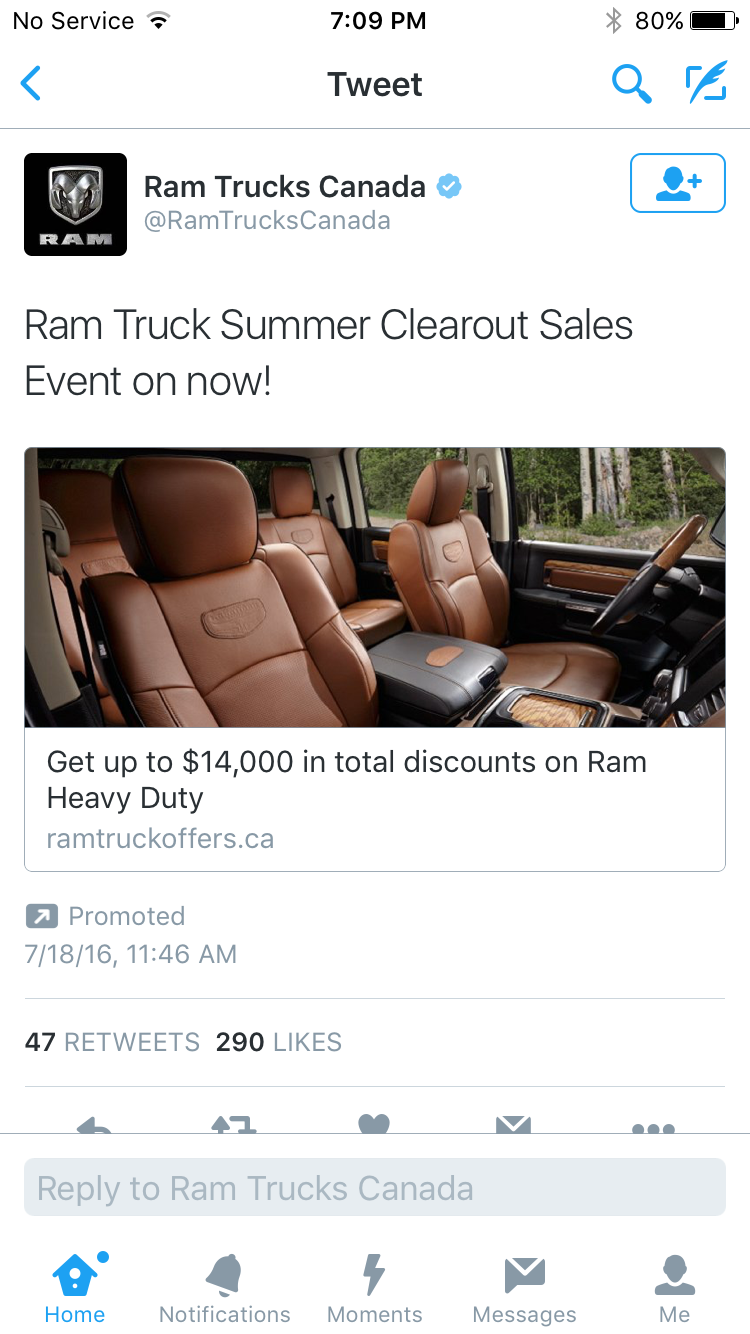 No Service 7:09 PM 80%
Tweet
RAM
Ram Trucks Canada
@RamTrucksCanada
Ram Truck Summer Clearout Sales
Event on now!
Get up to $14,000 in total discounts on Ram
Heavy Duty
ramtruckoffers.ca
Promoted
7/18/16, 11:46 AM
47 RETWEETS 290 LIKES
Reply to Ram Trucks Canada
Home Notifications Moments Messages Me